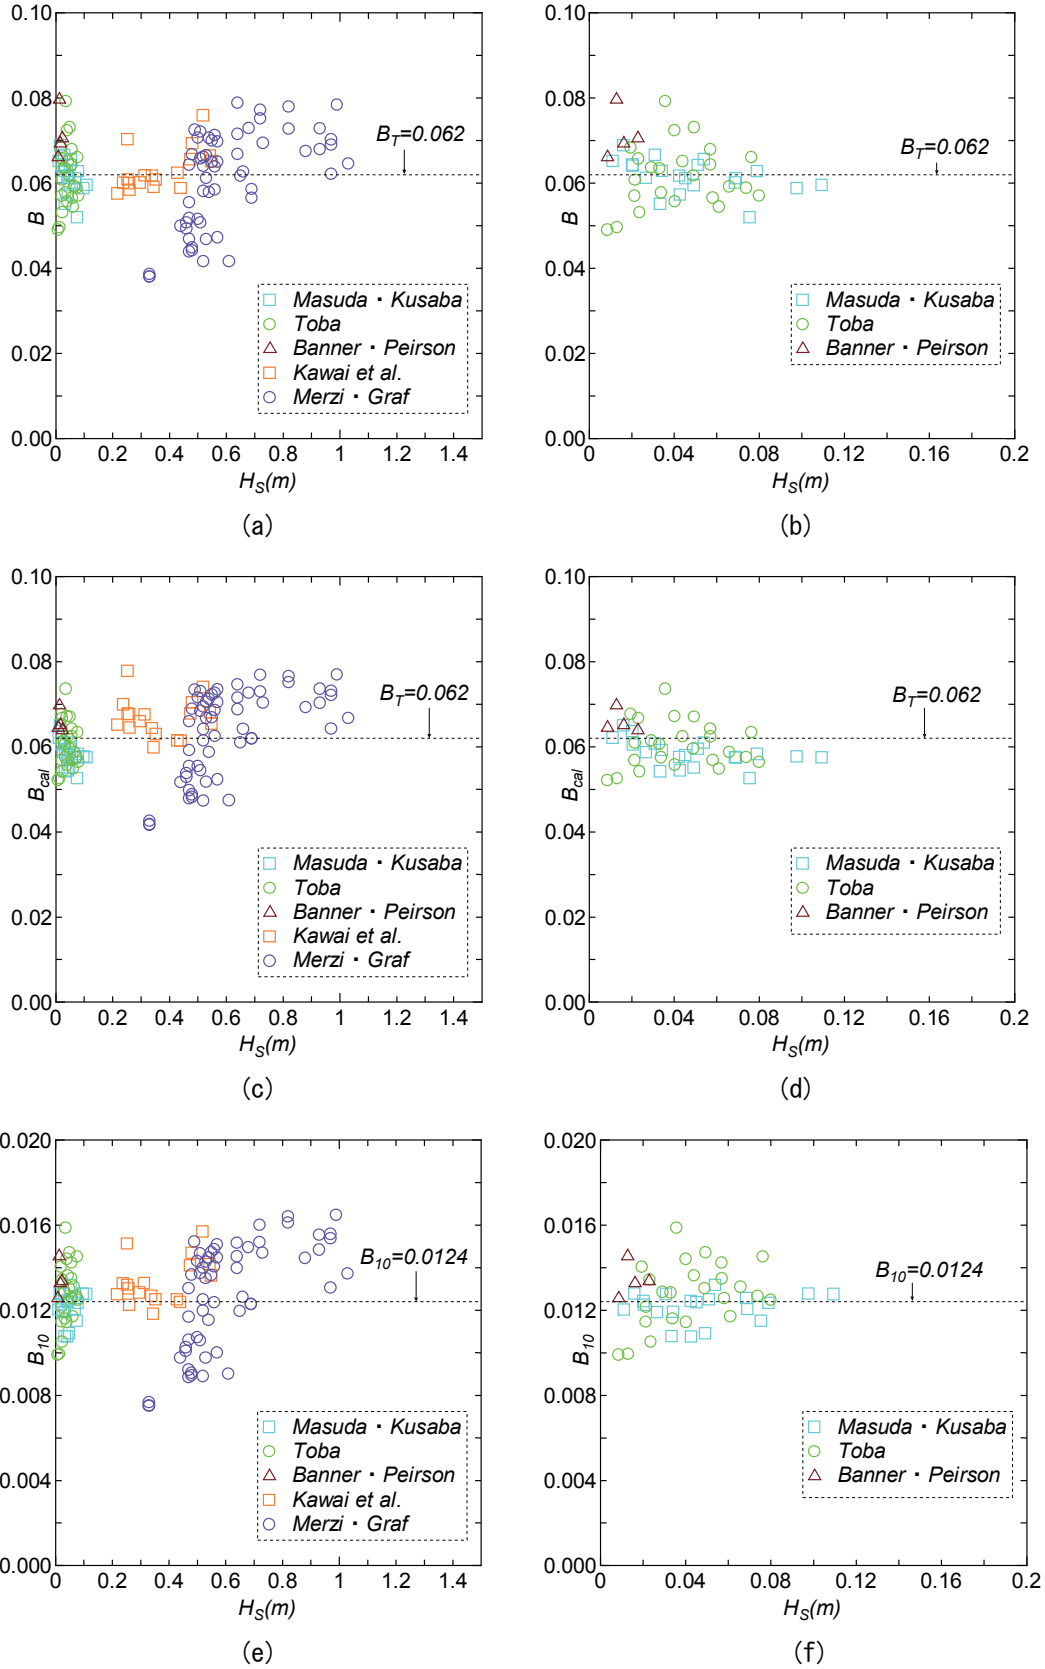 0.10
0.08
0.06
0.04
0.02
0.00
B
B_T=0.062
Masuda・Kusaba
Toba
Banner・Peirson
Kawai et al.
Merzi・Graf
0 0.2 0.4 0.6 0.8 1 1.2 1.4
H_S(m)
(a)
0.10
0.08
0.06
0.04
0.02
0.00
B
B_T=0.062
Masuda・Kusaba
Toba
Banner・Peirson
0 0.04 0.08 0.12 0.16 0.2
H_S(m)
(b)
0.10
0.08
0.06
0.04
0.02
0.00
B_cal
B_T=0.062
Masuda・Kusaba
Toba
Banner・Peirson
Kawai et al.
Merzi・Graf
0 0.2 0.4 0.6 0.8 1 1.2 1.4
H_S(m)
(c)
0.10
0.08
0.06
0.04
0.02
0.00
B_cal
B_T=0.062
Masuda・Kusaba
Toba
Banner・Peirson
0 0.04 0.08 0.12 0.16 0.2
H_S(m)
(d)
0.020
0.016
0.012
0.008
0.004
0.000
B_10
B_10=0.0124
Masuda・Kusaba
Toba
Banner・Peirson
Kawai et al.
Merzi・Graf
0 0.2 0.4 0.6 0.8 1 1.2 1.4
H_S(m)
(e)
0.020
0.016
0.012
0.008
0.004
0.000
B_10
B_10=0.0124
Masuda・Kusaba
Toba
Banner・Peirson
0 0.04 0.08 0.12 0.16 0.2
H_S(m)
(f)